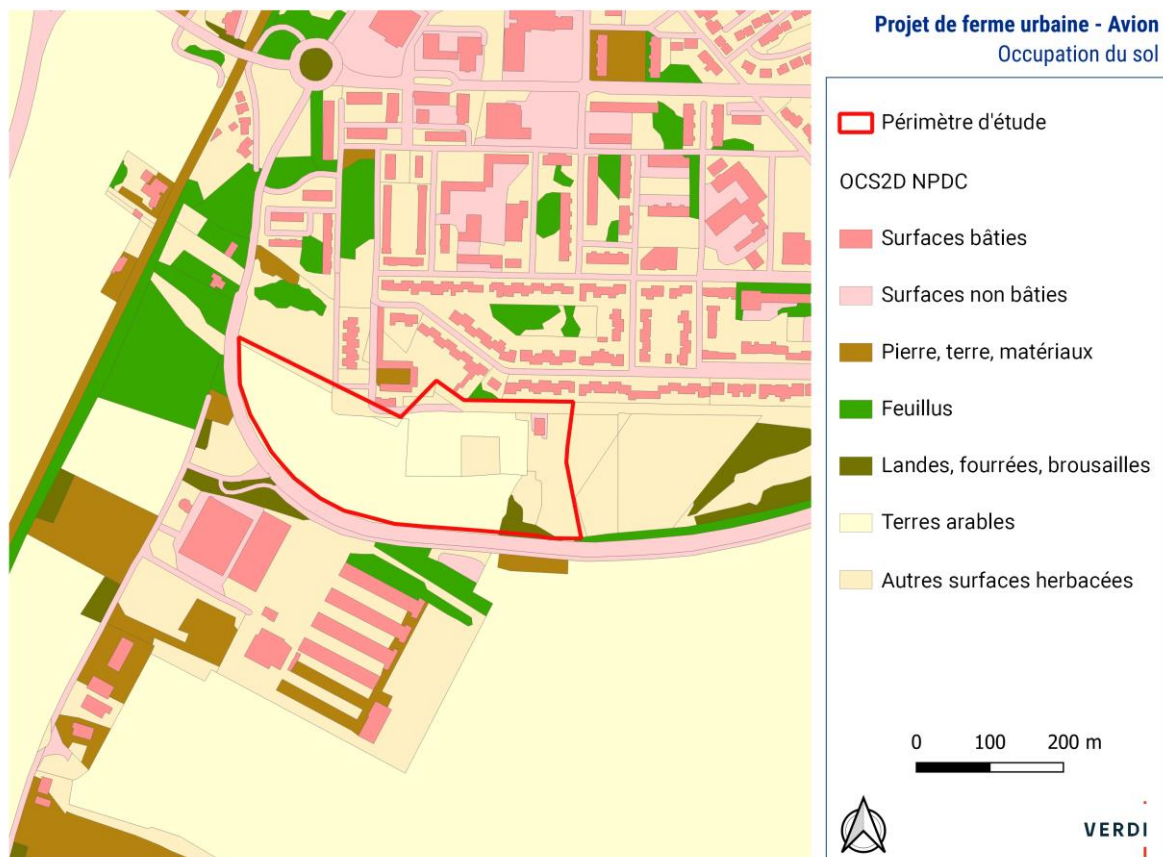 Projet de ferme urbaine - Avion
Occupation du sol
Périmètre d'étude
OCS2D NPDC
Surfaces bâties
Surfaces non bâties
Pierre, terre, matériaux
Feuillus
Landes, fourrées, brousailles
Terres arables
Autres surfaces herbacées
0 100 200 m
VERDI